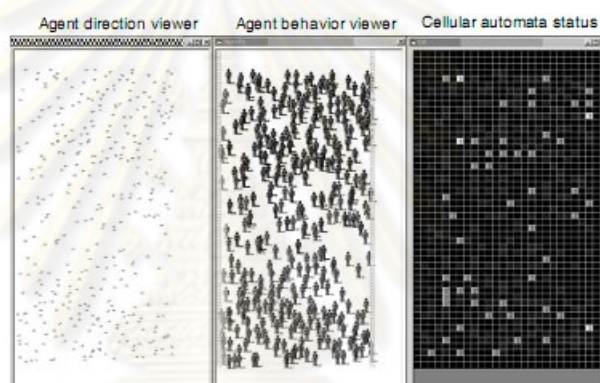 Agent direction viewer
Agent behavior viewer
Cellular automata status